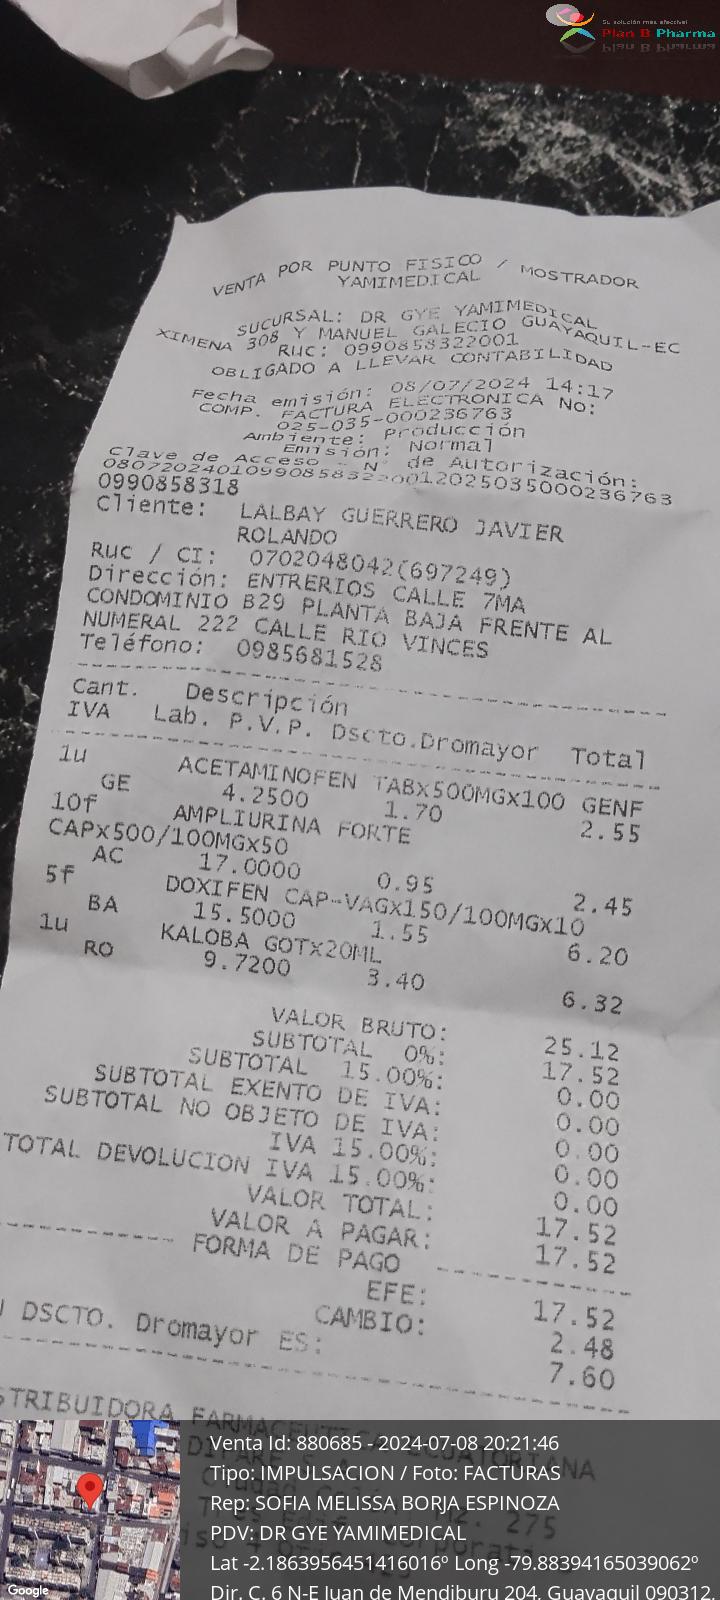 Su solución más efectiva!
Plan B Pharma
VENTA POR PUNTO FISICO / MOSTRADOR
YAMIMEDICAL
SUCURSAL: DR GYE YAMIMEDICAL
XIMENA 308 Y MANUEL GALECIO GUAYAQUIL-EC
Ruc: 0990858322001
OBLIGADO A LLEVAR CONTABILIDAD
Fecha emisión: 08/07/2024 14:17
COMP. FACTURA ELECTRONICA No:
025-035-000236763
Ambiente: Producción
Emisión: Normal
Clave de Acceso - N° de Autorización:
080720240109908583220012025035000236763
0990858318
Cliente: LALBAY GUERRERO JAVIER
ROLANDO
Ruc / CI: 0702048042(697249)
Dirección: ENTRERIOS CALLE 7MA
CONDOMINIO B29 PLANTA BAJA FRENTE AL
NUMERAL 222 CALLE RIO VINCES
Teléfono: 0985681528
Cant. Descripción
IVA Lab. P.V.P. Dscto.Dromayor Total
1u ACETAMINOFEN TABx500MGx100 GENF
GE 4.2500 1.70 2.55
10f AMPLIURINA FORTE
CAPx500/100MGx50
AC 17.0000 0.95 2.45
5f DOXIFEN CAP-VAGx150/100MGx10
BA 15.5000 1.55 6.20
1u KALOBA GOTx20ML
RO 9.7200 3.40 6.32
VALOR BRUTO: 25.12
SUBTOTAL 0%: 17.52
SUBTOTAL 15.00%: 0.00
SUBTOTAL EXENTO DE IVA: 0.00
SUBTOTAL NO OBJETO DE IVA: 0.00
IVA 15.00%: 0.00
TOTAL DEVOLUCION IVA 15.00%: 0.00
VALOR TOTAL: 17.52
VALOR A PAGAR: 17.52
FORMA DE PAGO
EFE: 17.52
CAMBIO: 2.48
DSCTO. Dromayor ES: 7.60
STRIBUIDORA FARMACEUTICA ECUATORIANA
Venta Id: 880685 - 2024-07-08 20:21:46
Tipo: IMPULSACION / Foto: FACTURAS
Rep: SOFIA MELISSA BORJA ESPINOZA
PDV: DR GYE YAMIMEDICAL
Lat -2.1863956451416016º Long -79.88394165039062º
Dir. C. 6 N-E Juan de Mendiburu 204, Guayaquil 090312,
Google